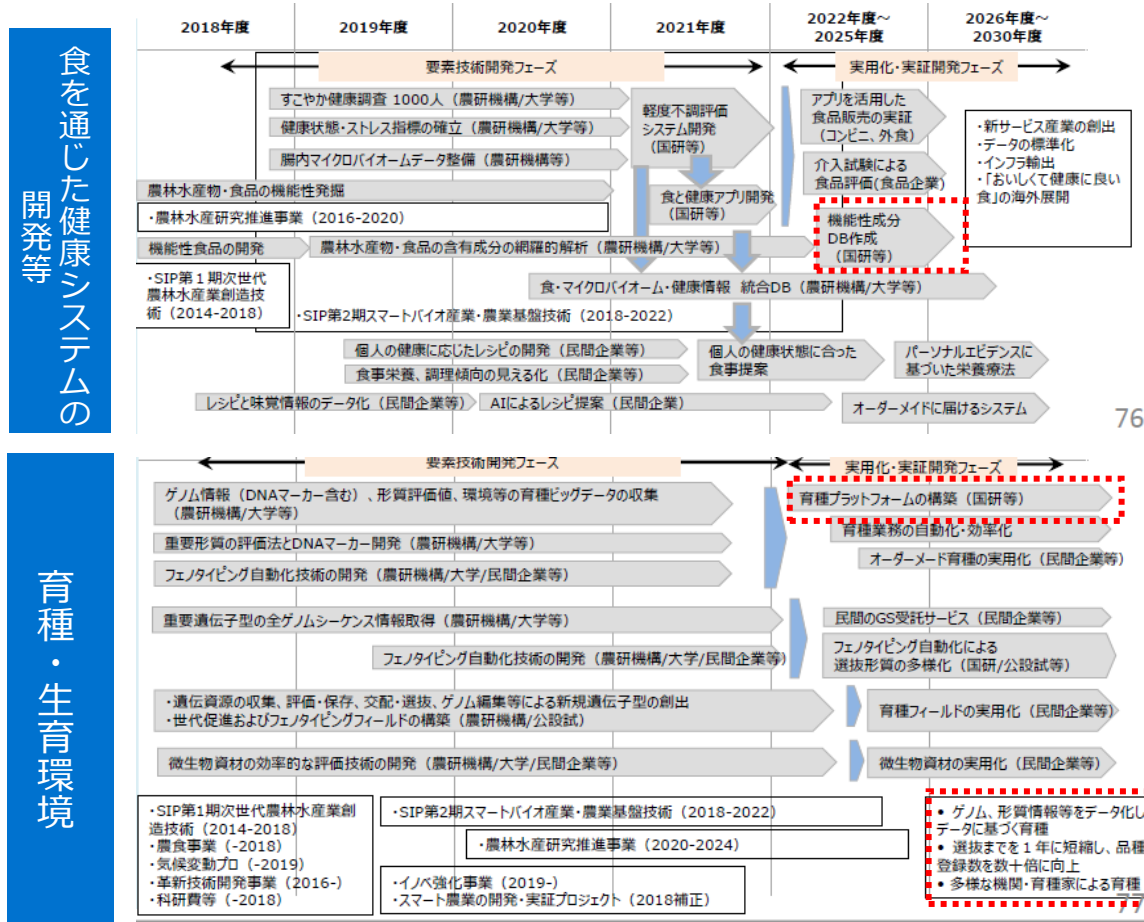 2018年度
2019年度
2020年度
2021年度
2022年度～
2025年度
2026年度～
2030年度
食を通じた健康システムの
開発等
要素技術開発フェーズ
実用化・実証開発フェーズ
すこやか健康調査 1000人（農研機構/大学等）
健康状態・ストレス指標の確立（農研機構/大学等）
腸内マイクロバイオームデータ整備（農研機構等）
軽度不調評価
システム開発
（国研等）
アプリを活用した
食品販売の実証
（コンビニ、外食）
介入試験による
食品評価(食品企業)
・新サービス産業の創出
・データの標準化
・インフラ輸出
・「おいしくて健康に良い
食」の海外展開
農林水産物・食品の機能性発掘
・農林水産研究推進事業（2016-2020）
食と健康アプリ開発
（国研等）
機能性成分
DB作成
（国研等）
機能性食品の開発
農林水産物・食品の含有成分の網羅的解析（農研機構/大学等）
・SIP第１期次世代
農林水産業創造技
術（2014-2018）
食・マイクロバイオーム・健康情報 統合DB（農研機構/大学等）
・SIP第2期スマートバイオ産業・農業基盤技術（2018-2022）
個人の健康に応じたレシピの開発（民間企業等）
食事栄養、調理傾向の見える化（民間企業等）
個人の健康状態に合った
食事提案
パーソナルエビデンスに
基づいた栄養療法
レシピと味覚情報のデータ化（民間企業等）
AIによるレシピ提案（民間企業）
オーダーメイドに届けるシステム
76
育種・生育環境
要素技術開発フェーズ
実用化・実証開発フェーズ
ゲノム情報（DNAマーカー含む）、形質評価値、環境等の育種ビッグデータの収集
（農研機構/大学等）
育種プラットフォームの構築（国研等）
育種業務の自動化・効率化
重要形質の評価法とDNAマーカー開発（農研機構/大学等）
オーダーメード育種の実用化（民間企業等）
フェノタイピング自動化技術の開発（農研機構/大学/民間企業等）
重要遺伝子型の全ゲノムシーケンス情報取得（農研機構/大学等）
民間のGS受託サービス（民間企業等）
フェノタイピング自動化技術の開発（農研機構/大学/民間企業等）
フェノタイピング自動化による
選抜形質の多様化（国研/公設試等）
・遺伝資源の収集、評価・保存、交配・選抜、ゲノム編集等による新規遺伝子型の創出
・世代促進およびフェノタイピングフィールドの構築（農研機構/公設試）
育種フィールドの実用化（民間企業等）
微生物資材の効率的な評価技術の開発（農研機構/大学/民間企業等）
微生物資材の実用化（民間企業等）
・SIP第1期次世代農林水産業創
造技術（2014-2018）
・農食事業（-2018）
・気候変動プロ（-2019）
・革新技術開発事業（2016-）
・科研費等（-2018）
・SIP第2期スマートバイオ産業・農業基盤技術（2018-2022）
・農林水産研究推進事業（2020-2024）
・イノベ強化事業（2019-）
・スマート農業の開発・実証プロジェクト（2018補正）
• ゲノム、形質情報等をデータ化し
データに基づく育種
• 選抜までを１年に短縮し、品種
登録数を数十倍に向上
• 多様な機関・育種家による育種
77